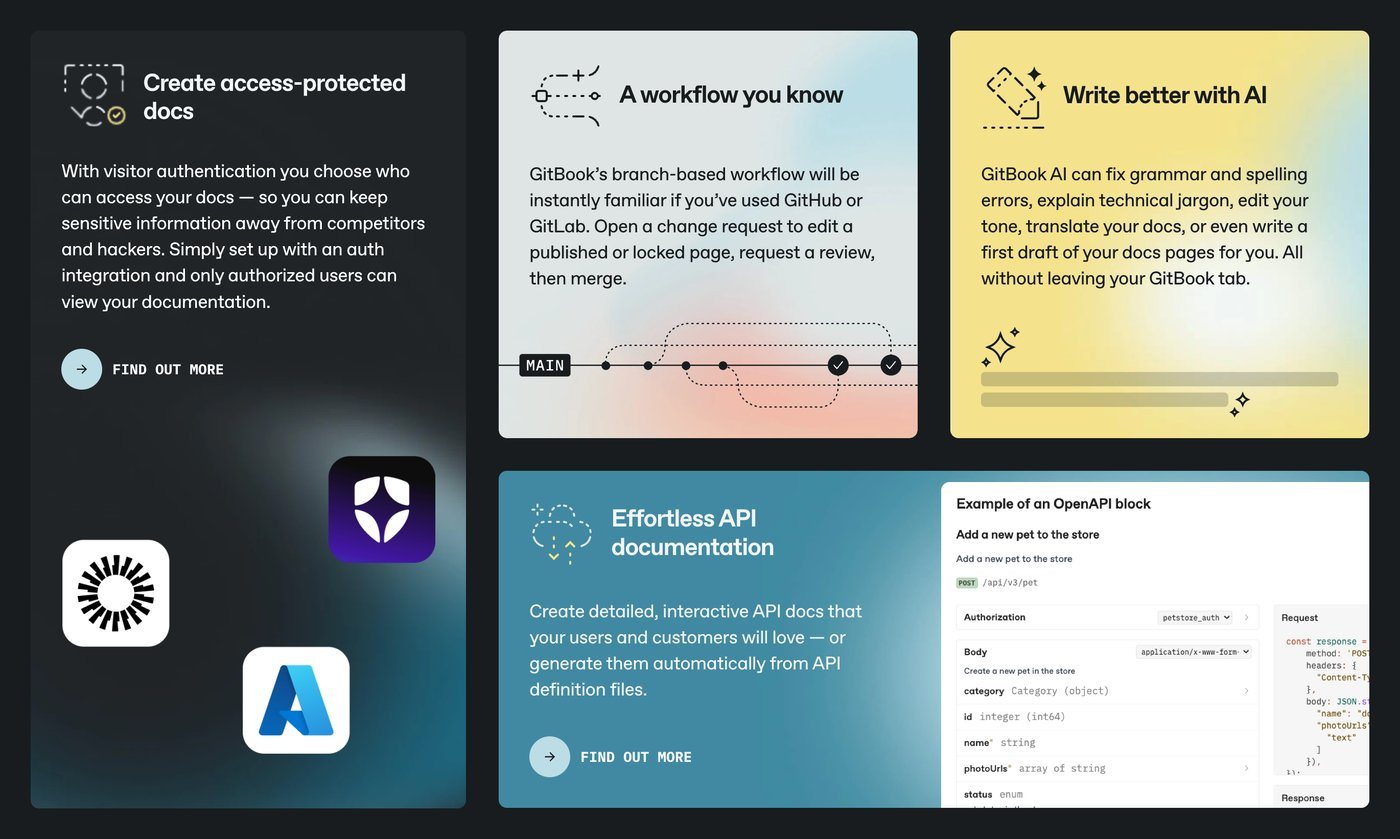 Create access-protected
docs
With visitor authentication you choose who
can access your docs — so you can keep
sensitive information away from competitors
and hackers. Simply set up with an auth
integration and only authorized users can
view your documentation.
FIND OUT MORE
A workflow you know
GitBook’s branch-based workflow will be
instantly familiar if you’ve used GitHub or
GitLab. Open a change request to edit a
published or locked page, request a review,
then merge.
MAIN
Write better with AI
GitBook AI can fix grammar and spelling
errors, explain technical jargon, edit your
tone, translate your docs, or even write a
first draft of your docs pages for you. All
without leaving your GitBook tab.
Effortless API
documentation
Create detailed, interactive API docs that
your users and customers will love — or
generate them automatically from API
definition files.
FIND OUT MORE
Example of an OpenAPI block
Add a new pet to the store
Add a new pet to the store
POST /api/v3/pet
Authorization petstore_auth
Body application/x-www-form-
Create a new pet in the store
category Category (object)
id integer (int64)
name* string
photoUrls* array of string
status enum
Request
const response =
method: 'POST
headers: {
"Content-Ty
},
body: JSON.st
"name": "do
"photoUrls"
"text"
]
}),
});
Response